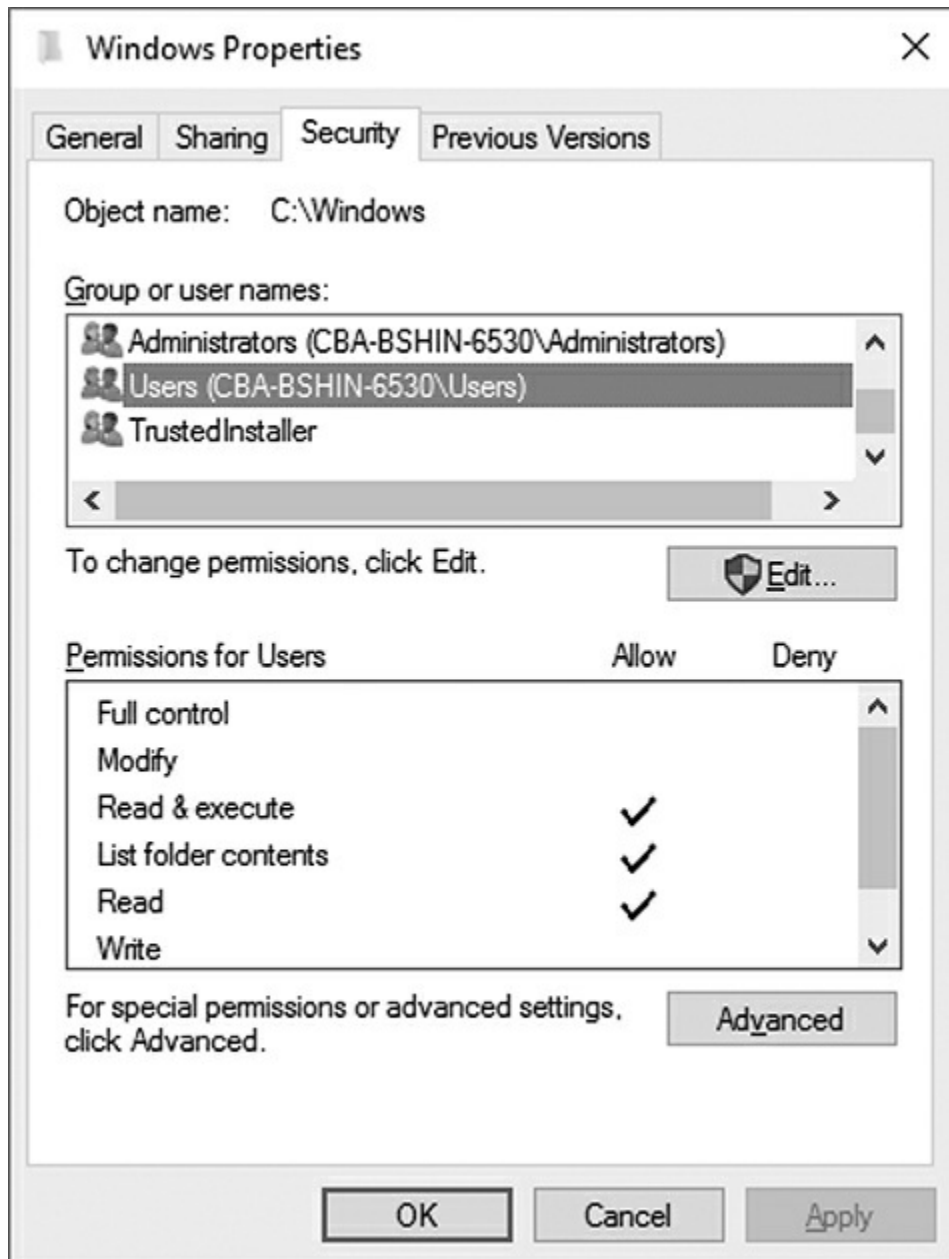 Windows Properties
General Sharing Security Previous Versions
Object name: C:\Windows
Group or user names:
Administrators (CBA-BSHIN-6530\Administrators)
Users (CBA-BSHIN-6530\Users)
TrustedInstaller
To change permissions, click Edit.
Edit...
Permissions for Users Allow Deny
Full control
Modify
Read & execute
List folder contents
Read
Write
For special permissions or advanced settings,
click Advanced.
Advanced
OK Cancel Apply